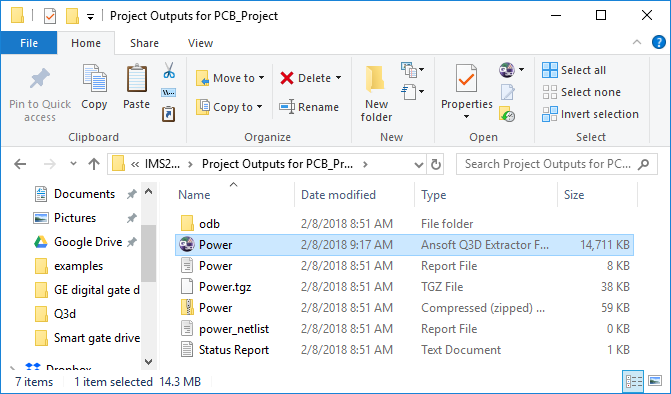 Project Outputs for PCB_Project
File Home Share View
Pin to Quick access
Copy
Paste
Move to
Copy to
Delete
Rename
New folder
Properties
Select all
Select none
Invert selection
Clipboard Organize New Open Select
IMS2... Project Outputs for PCB_Pr...
Search Project Outputs for PC...
Name Date modified Type Size
Documents
Pictures
Google Drive
examples
GE digital gate d
Q3d
Smart gate drive
Dropbox
odb 2/8/2018 8:51 AM File folder
Power 2/8/2018 9:17 AM Ansoft Q3D Extractor F... 14,711 KB
Power 2/8/2018 8:51 AM Report File 8 KB
Power.tgz 2/8/2018 8:51 AM TGZ File 38 KB
Power 2/8/2018 8:51 AM Compressed (zipped) ... 59 KB
power_netlist 2/8/2018 8:51 AM Report File 0 KB
Status Report 2/8/2018 8:51 AM Text Document 1 KB
7 items 1 item selected 14.3 MB